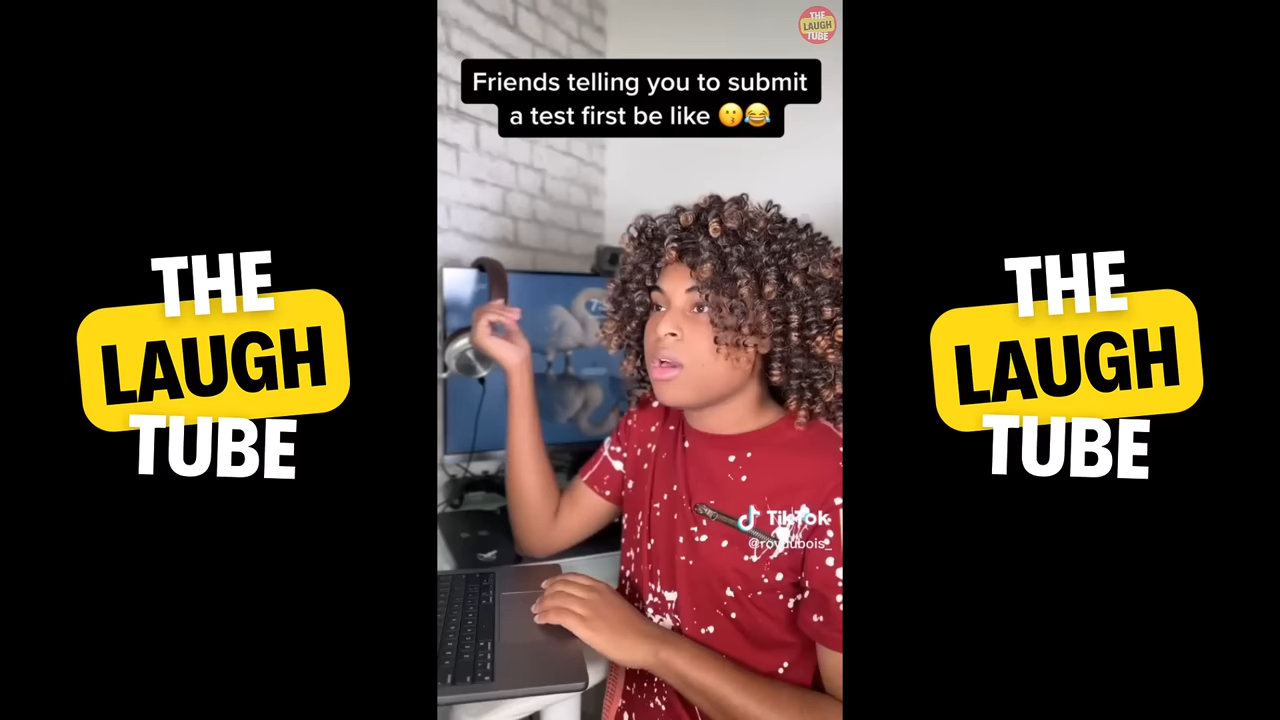 THE
LAUGH
TUBE
THE
LAUGH
TUBE
Friends telling you to submit
a test first be like 😗😂
TikTok
@roydubois_
THE
LAUGH
TUBE